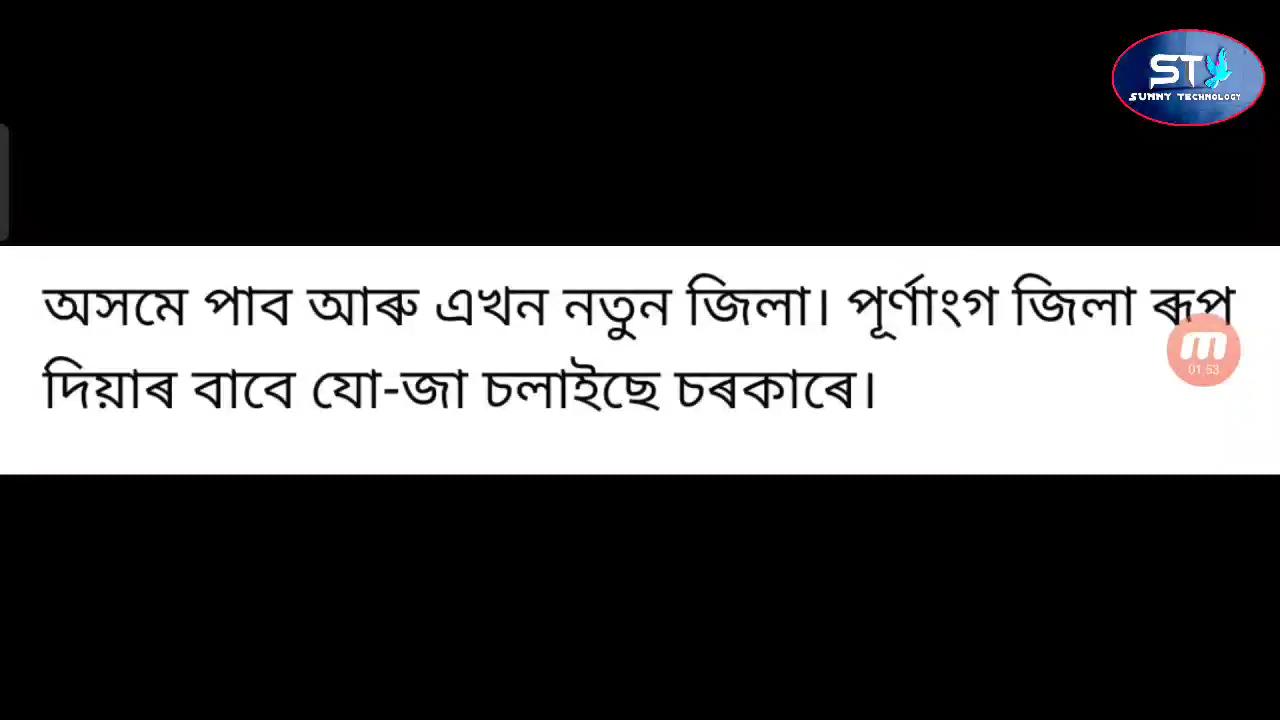 ST
SUNNY TECHNOLOGY
অসমে পাব আৰু এখন নতুন জিলা। পূৰ্ণাংগ জিলা ৰূপ
দিয়াৰ বাবে যো-জা চলাইছে চৰকাৰে।
01:53